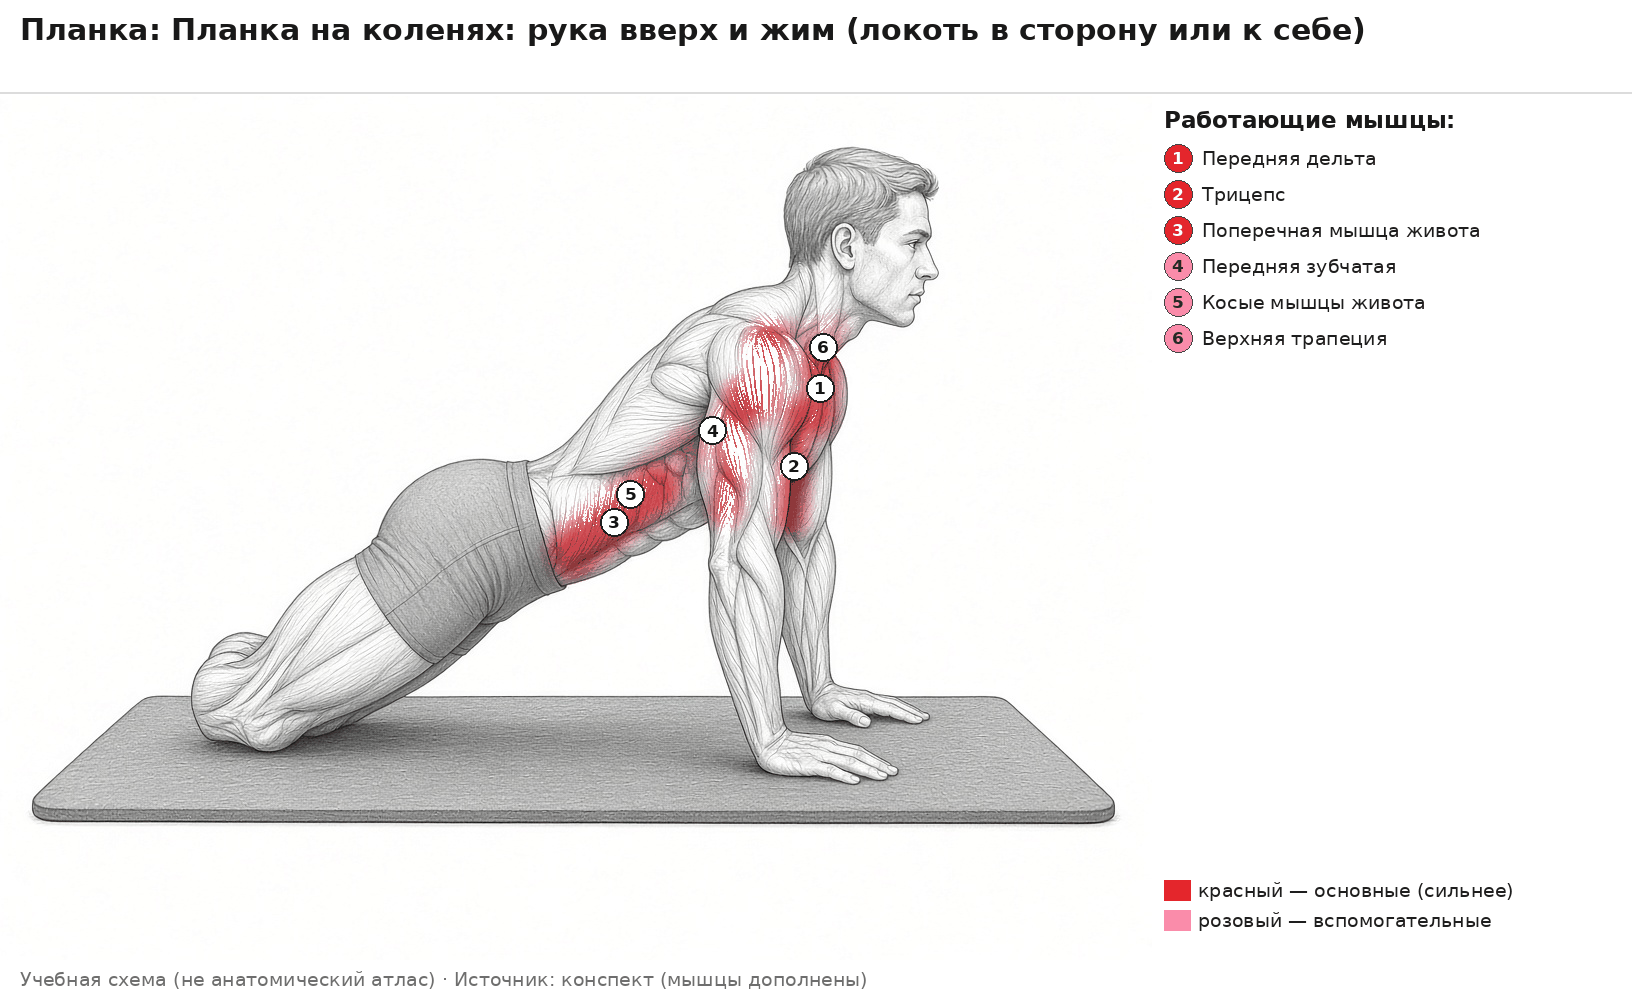 Планка: Планка на коленях: рука вверх и жим (локоть в сторону или к себе)
Работающие мышцы:
1 Передняя дельта
2 Трицепс
3 Поперечная мышца живота
4 Передняя зубчатая
5 Косые мышцы живота
6 Верхняя трапеция
6
1
4
2
5
3
красный — основные (сильнее)
розовый — вспомогательные
Учебная схема (не анатомический атлас) · Источник: конспект (мышцы дополнены)